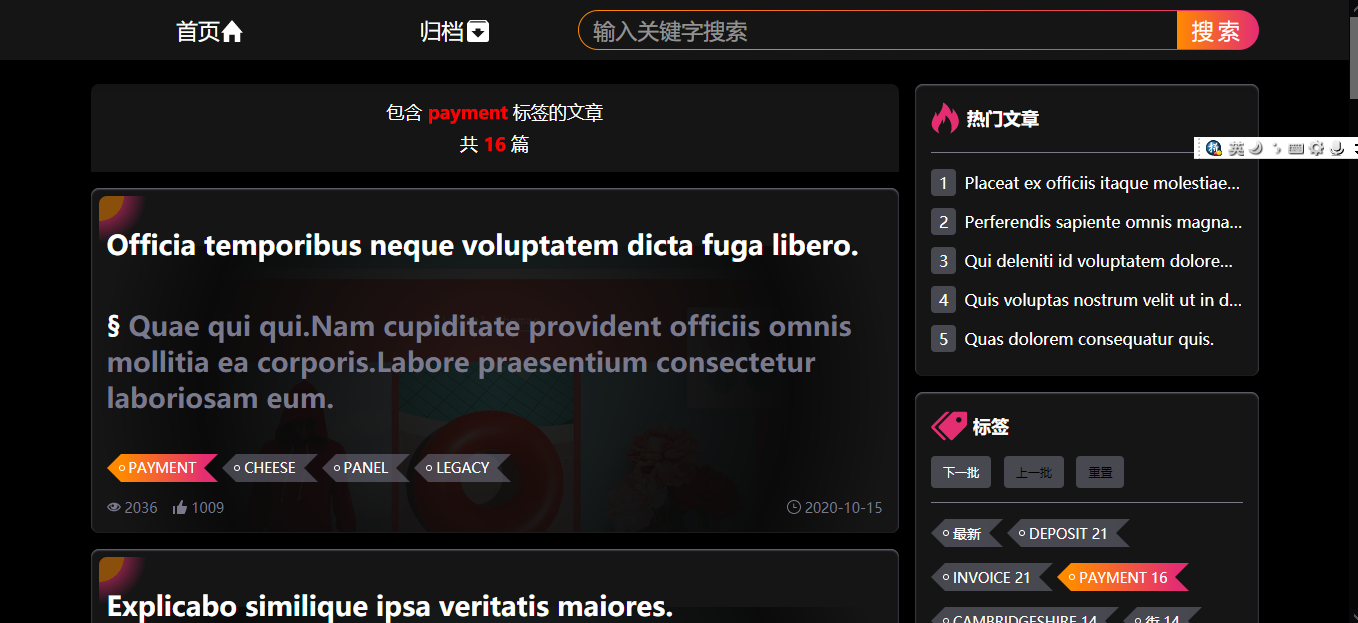 首页
归档
输入关键字搜索
搜索
包含 payment 标签的文章
共 16 篇
Officia temporibus neque voluptatem dicta fuga libero.
§ Quae qui qui.Nam cupiditate provident officiis omnis
mollitia ea corporis.Labore praesentium consectetur
laboriosam eum.
PAYMENT CHEESE PANEL LEGACY
2036 1009 2020-10-15
Explicabo similique ipsa veritatis maiores.
热门文章
英
1 Placeat ex officiis itaque molestiae...
2 Perferendis sapiente omnis magna...
3 Qui deleniti id voluptatem dolore...
4 Quis voluptas nostrum velit ut in d...
5 Quas dolorem consequatur quis.
标签
下一批 上一批 重置
最新 DEPOSIT 21
INVOICE 21 PAYMENT 16
CAMBRIDGESHIRE 14 街 14